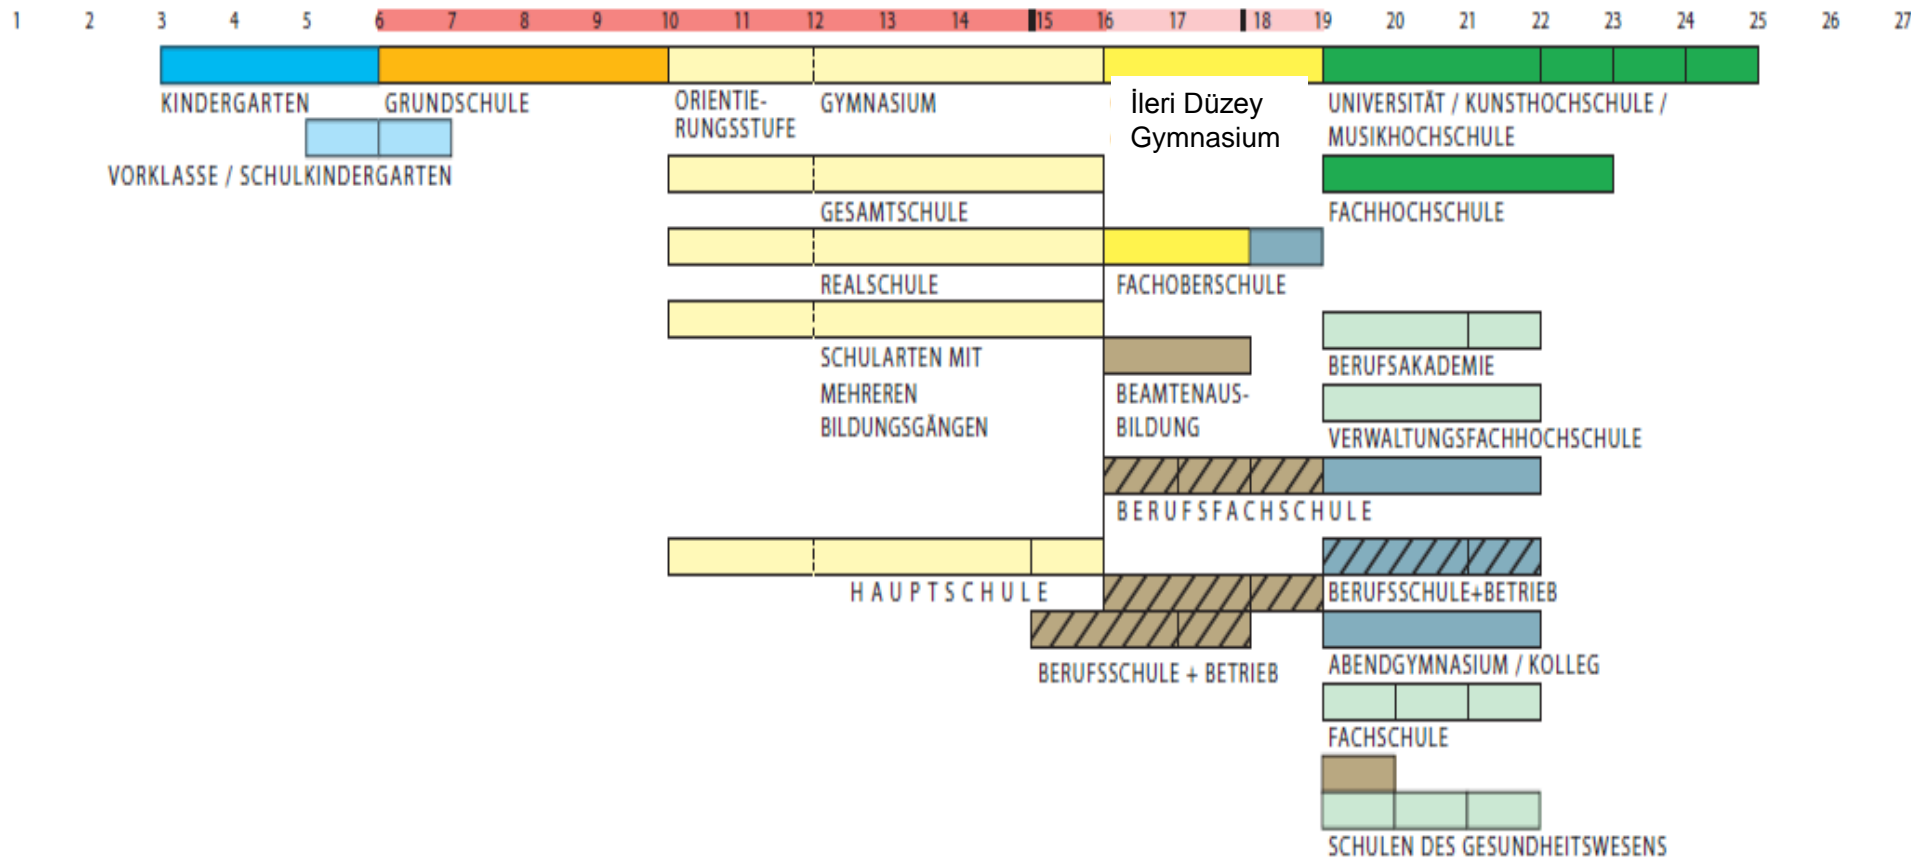 1 2 3 4 5 6 7 8 9 10 11 12 13 14 15 16 17 18 19 20 21 22 23 24 25 26 27
KINDERGARTEN
GRUNDSCHULE
ORIENTIE-
RUNGSSTUFE
GYMNASIUM
İleri Düzey
Gymnasium
UNIVERSITÄT / KUNSTHOCHSCHULE /
MUSIKHOCHSCHULE
VORKLASSE / SCHULKINDERGARTEN
GESAMTSCHULE
FACHHOCHSCHULE
REALSCHULE
FACHOBERSCHULE
SCHULARTEN MIT
MEHREREN
BILDUNGSGÄNGEN
BEAMTENAUS-
BILDUNG
BERUFSAKADEMIE
VERWALTUNGSFACHHOCHSCHULE
BERUFSFACHSCHULE
HAUPTSCHULE
BERUFSSCHULE+BETRIEB
BERUFSSCHULE + BETRIEB
ABENDGYMNASIUM / KOLLEG
FACHSCHULE
SCHULEN DES GESUNDHEITSWESENS